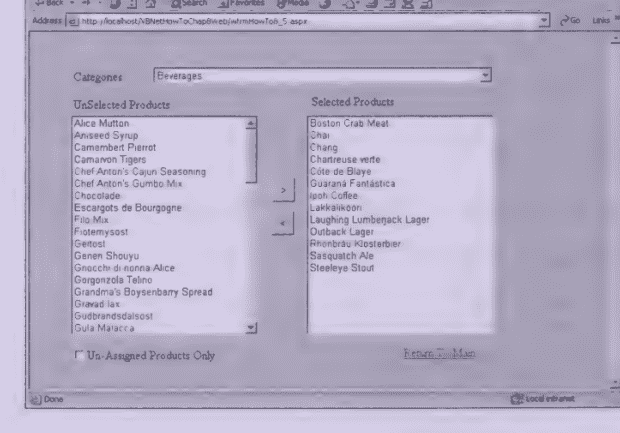 Back Search Favorites Media
Address http://localhost/VBNetHowToChap8Web/wfrmHowTo8_5.aspx Go Links
Categories Beverages
UnSelected Products
Alice Mutton
Aniseed Syrup
Camembert Pierrot
Carnarvon Tigers
Chef Anton's Cajun Seasoning
Chef Anton's Gumbo Mix
Chocolade
Escargots de Bourgogne
Filo Mix
Flotemysost
Geitost
Genen Shouyu
Gnocchi di nonna Alice
Gorgonzola Telino
Grandma's Boysenberry Spread
Gravad lax
Gudbrandsdalsost
Gula Malacca
>
<
Selected Products
Boston Crab Meat
Chai
Chang
Chartreuse verte
Côte de Blaye
Guaraná Fantástica
Ipoh Coffee
Lakkalikööri
Laughing Lumberjack Lager
Outback Lager
Rhönbräu Klosterbier
Sasquatch Ale
Steeleye Stout
Un-Assigned Products Only
Return To Main
Done Local intranet